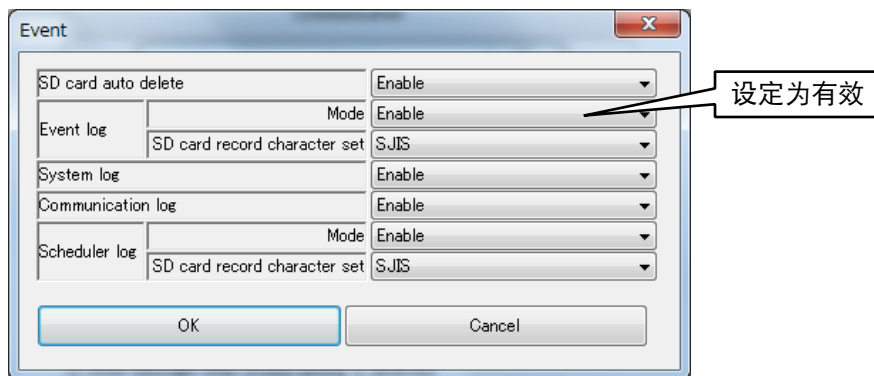 Event
SD card auto delete Enable
设定为有效
Event log Mode Enable
SD card record character set SJIS
System log Enable
Communication log Enable
Scheduler log Mode Enable
SD card record character set SJIS
OK Cancel